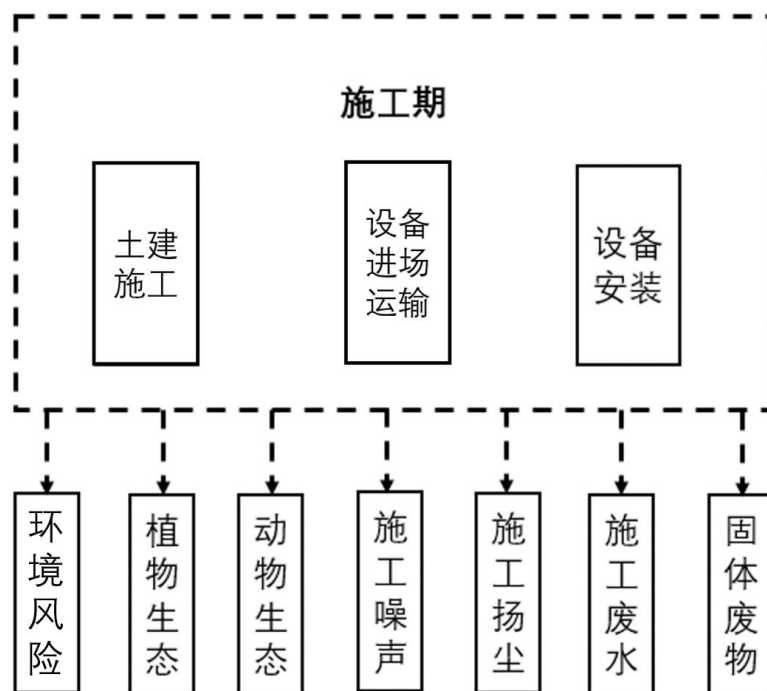 施工期
土建
施工
设备
进场
运输
设备
安装
环境风险
植物生态
动物生态
施工噪声
施工扬尘
施工废水
固体废物